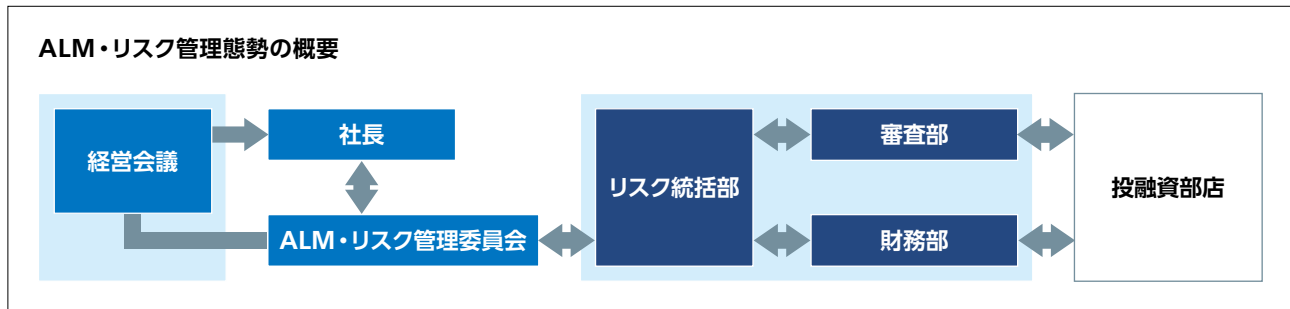 ALM・リスク管理態勢の概要
経営会議
社長
ALM・リスク管理委員会
リスク統括部
審査部
財務部
投融資部店